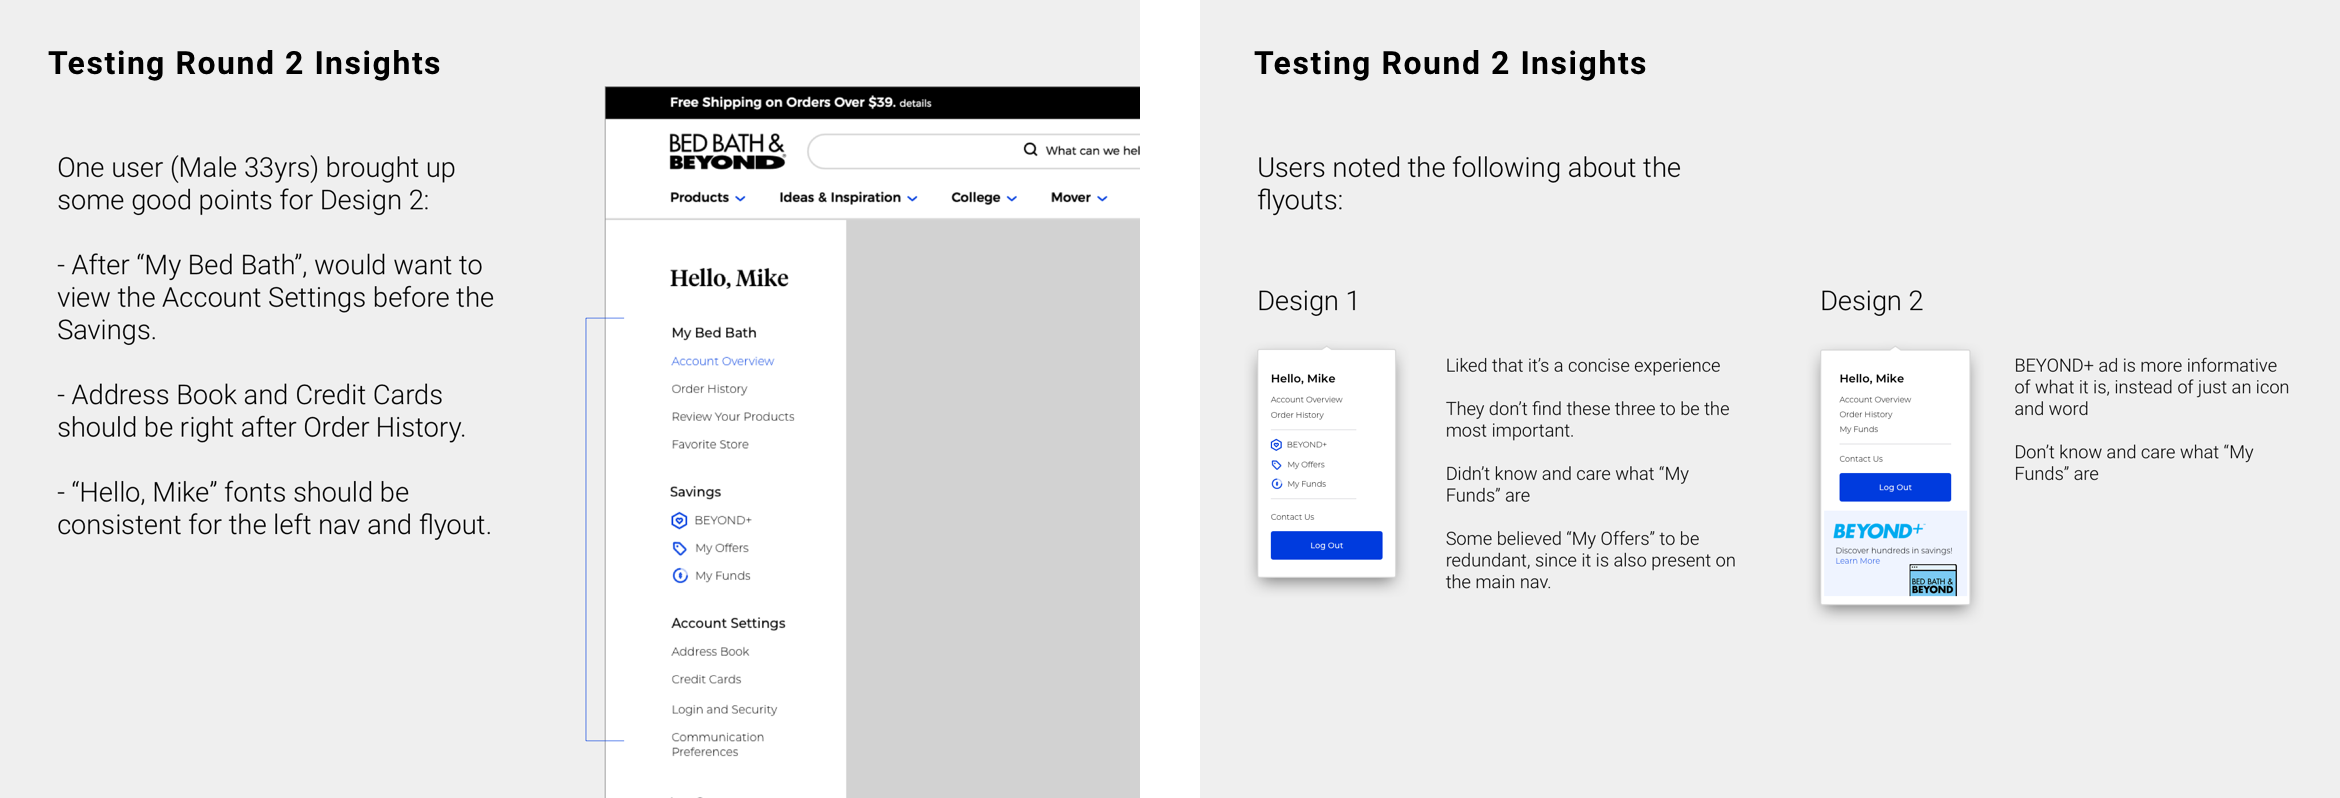 Testing Round 2 Insights
One user (Male 33yrs) brought up
some good points for Design 2:
- After “My Bed Bath”, would want to
view the Account Settings before the
Savings.
- Address Book and Credit Cards
should be right after Order History.
- “Hello, Mike” fonts should be
consistent for the left nav and flyout.
Free Shipping on Orders Over $39. details
BED BATH &
BEYOND
What can we hel
Products
Ideas & Inspiration
College
Mover
Hello, Mike
My Bed Bath
Account Overview
Order History
Review Your Products
Favorite Store
Savings
BEYOND+
My Offers
My Funds
Account Settings
Address Book
Credit Cards
Login and Security
Communication
Preferences
Testing Round 2 Insights
Users noted the following about the
flyouts:
Design 1
Hello, Mike
Account Overview
Order History
BEYOND+
My Offers
My Funds
Contact Us
Log Out
Liked that it’s a concise experience
They don’t find these three to be the
most important.
Didn’t know and care what “My
Funds” are
Some believed “My Offers” to be
redundant, since it is also present on
the main nav.
Design 2
Hello, Mike
Account Overview
Order History
My Funds
Contact Us
Log Out
BEYOND+
Discover hundreds in savings!
Learn More
BED BATH &
BEYOND
BEYOND+ ad is more informative
of what it is, instead of just an icon
and word
Don’t know and care what “My
Funds” are